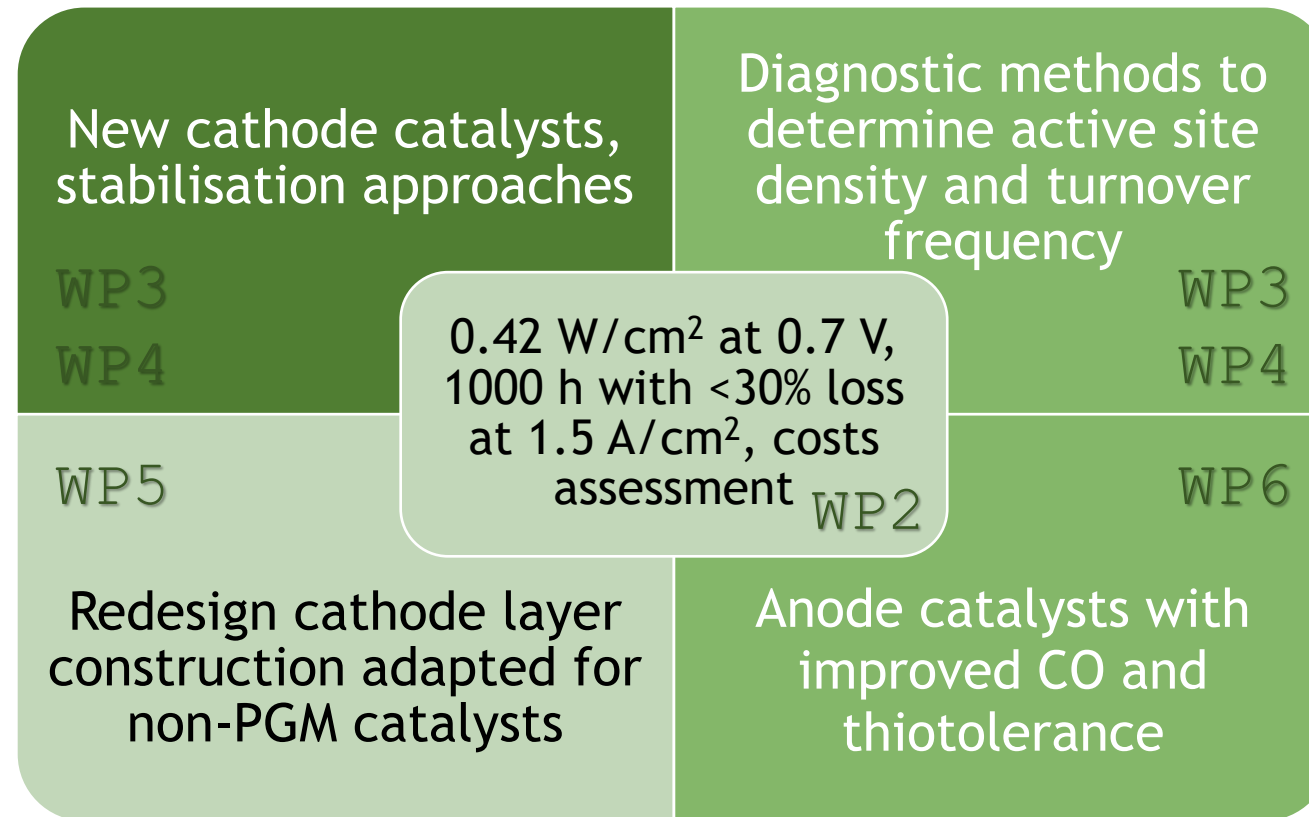 New cathode catalysts,
stabilisation approaches
WP3
WP4
Diagnostic methods to
determine active site
density and turnover
frequency
WP3
WP4
0.42 W/cm² at 0.7 V,
1000 h with <30% loss
at 1.5 A/cm², costs
assessment
WP2
WP5
Redesign cathode layer
construction adapted for
non-PGM catalysts
WP6
Anode catalysts with
improved CO and
thiotolerance